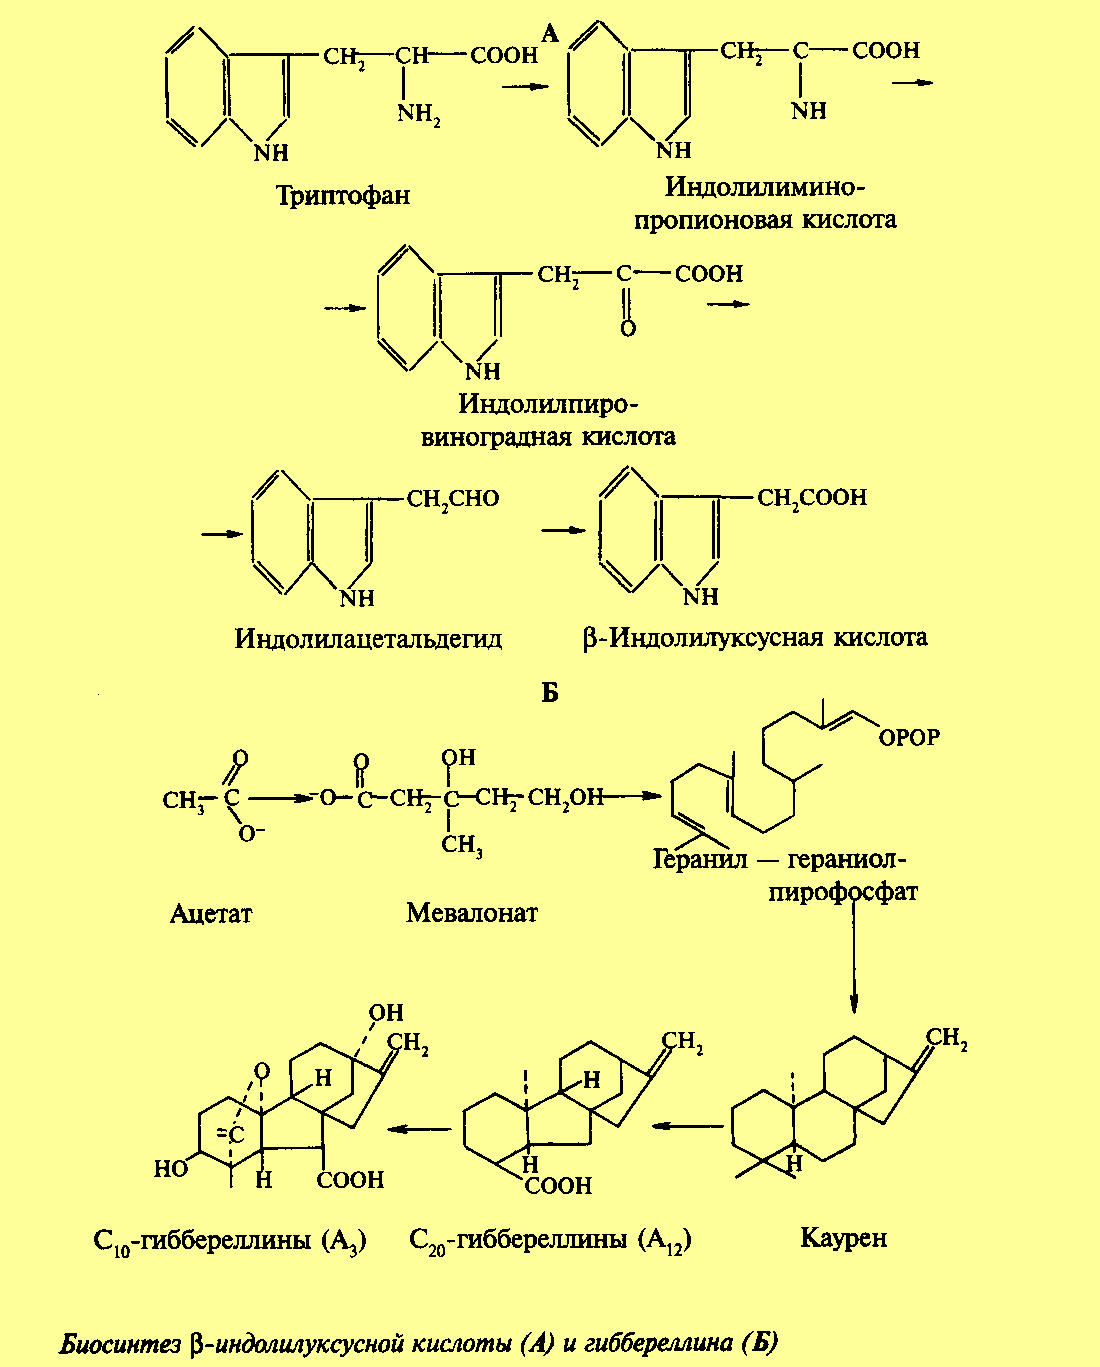 А
CH₂ CH COOH
NH₂
NH
Триптофан
CH₂ C COOH
NH
NH
Индолилимино-
пропионовая кислота
CH₂ C COOH
O
NH
Индолилпиро-
виноградная кислота
CH₂CHO
NH
Индолилацетальдегид
CH₂COOH
NH
β-Индолилуксусная кислота
Б
O
CH₃ C
O⁻
Ацетат
O OH
⁻O C CH₂ C CH₂ CH₂OH
CH₃
Мевалонат
OPOP
Геранил — гераниол-
пирофосфат
OH
CH₂
O H
=C
HO H COOH
C₁₀-гиббереллины (A₃)
CH₂
H
H
COOH
C₂₀-гиббереллины (A₁₂)
CH₂
H
Каурен
Биосинтез β-индолилуксусной кислоты (А) и гиббереллина (Б)